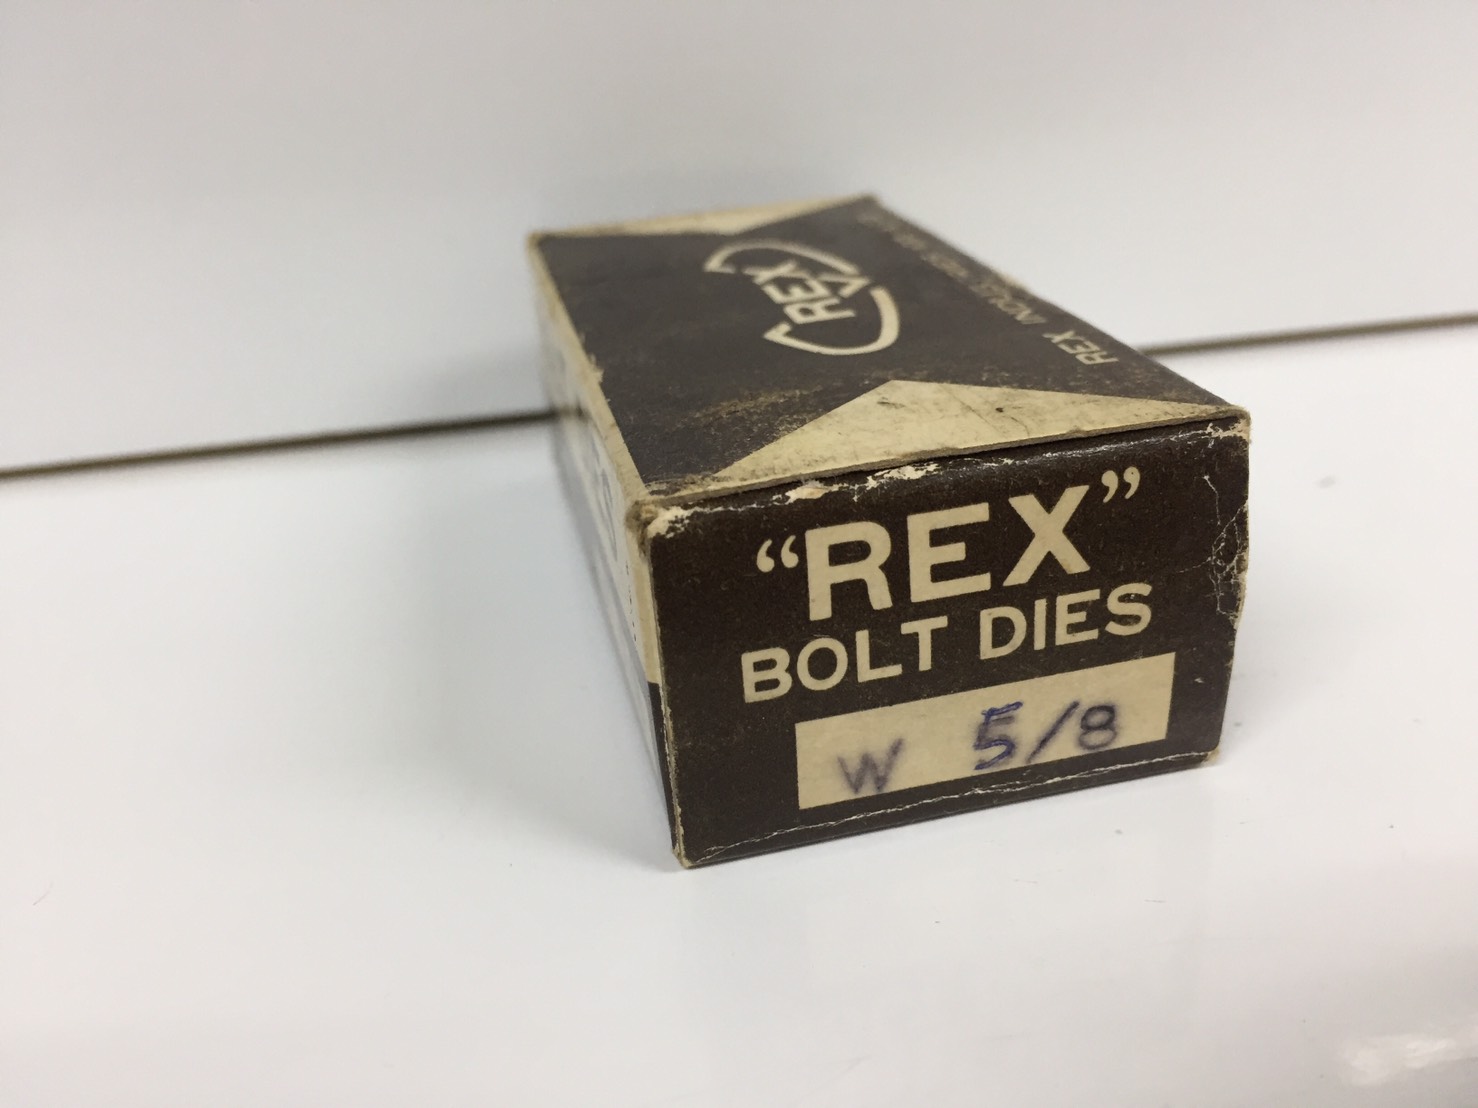 REX
REX
"REX"
BOLT DIES
W 5/8